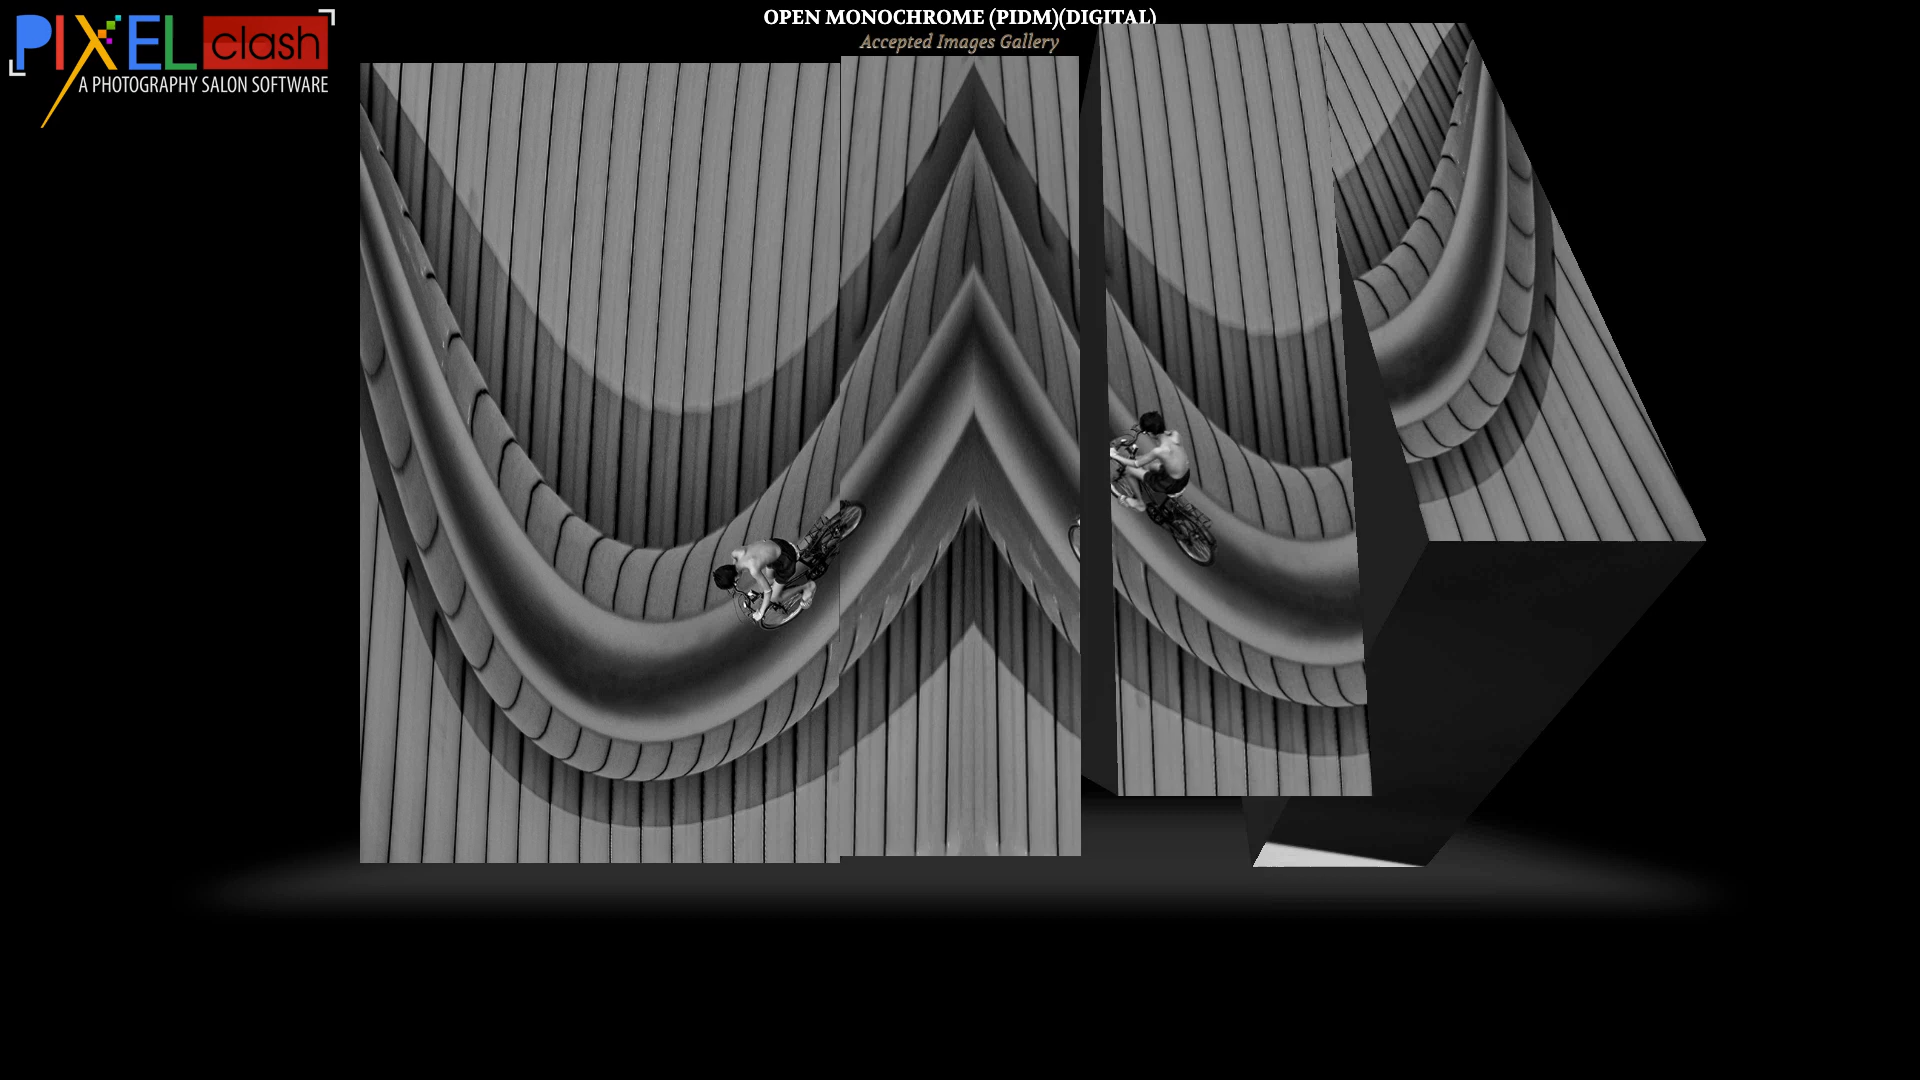 PIXEL clash
A PHOTOGRAPHY SALON SOFTWARE
OPEN MONOCHROME (PIDM)(DIGITAL)
Accepted Images Gallery